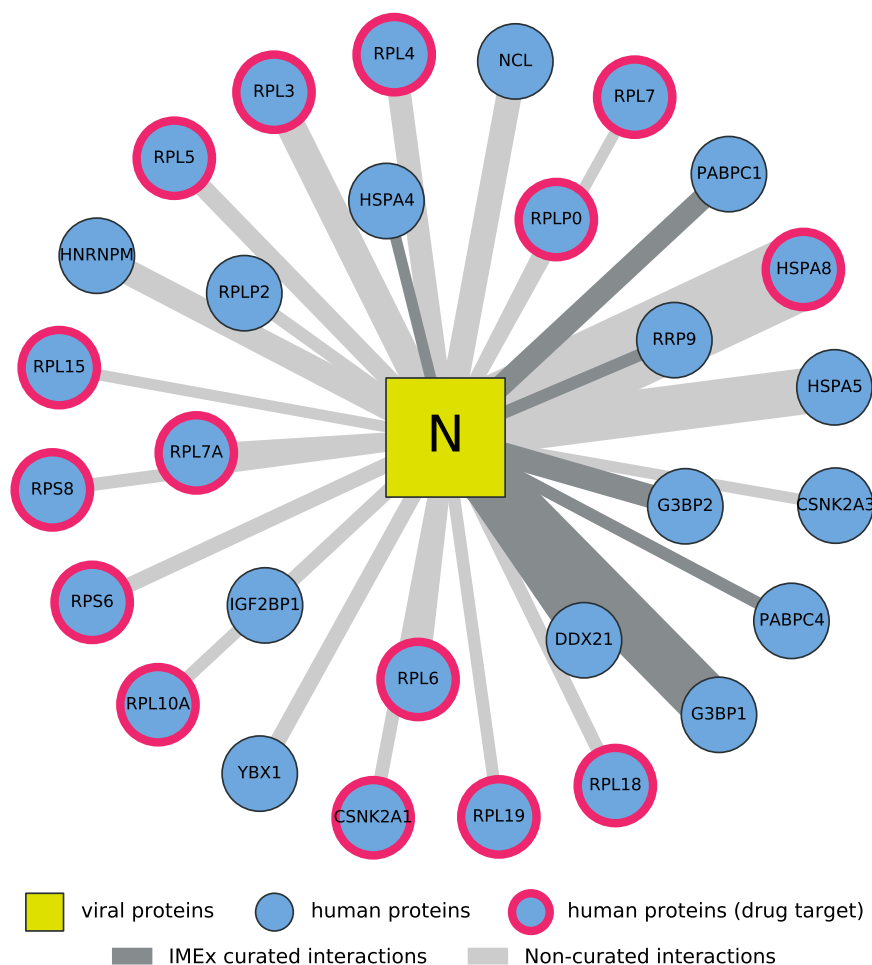 RPL4
NCL
RPL3
RPL7
RPL5
PABPC1
HSPA4
RPLP0
HNRNPM
HSPA8
RPLP2
RRP9
RPL15
HSPA5
N
RPL7A
RPS8
G3BP2
CSNK2A3
RPS6
IGF2BP1
PABPC4
DDX21
RPL6
RPL10A
G3BP1
YBX1
RPL18
CSNK2A1
RPL19
viral proteins
human proteins
human proteins (drug target)
IMEx curated interactions
Non-curated interactions